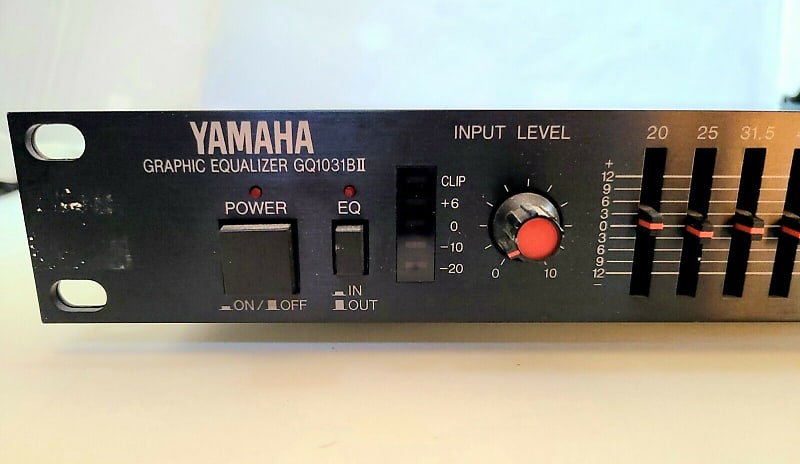 YAMAHA
GRAPHIC EQUALIZER GQ1031BII
POWER
ON / OFF
EQ
IN
OUT
CLIP
+6
0
-10
-20
INPUT LEVEL
0 10
20 25 31.5
+
12
9
6
3
0
3
6
9
12
-